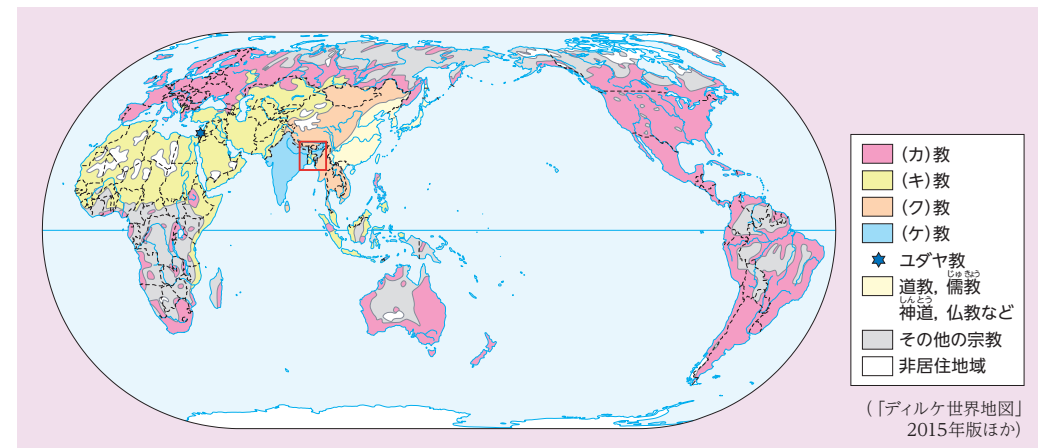 (カ)教
(キ)教
(ク)教
(ケ)教
ユダヤ教
じゅきょう
道教，儒教
しんとう
神道，仏教など
その他の宗教
非居住地域
(「ディルケ世界地図」
2015年版ほか)